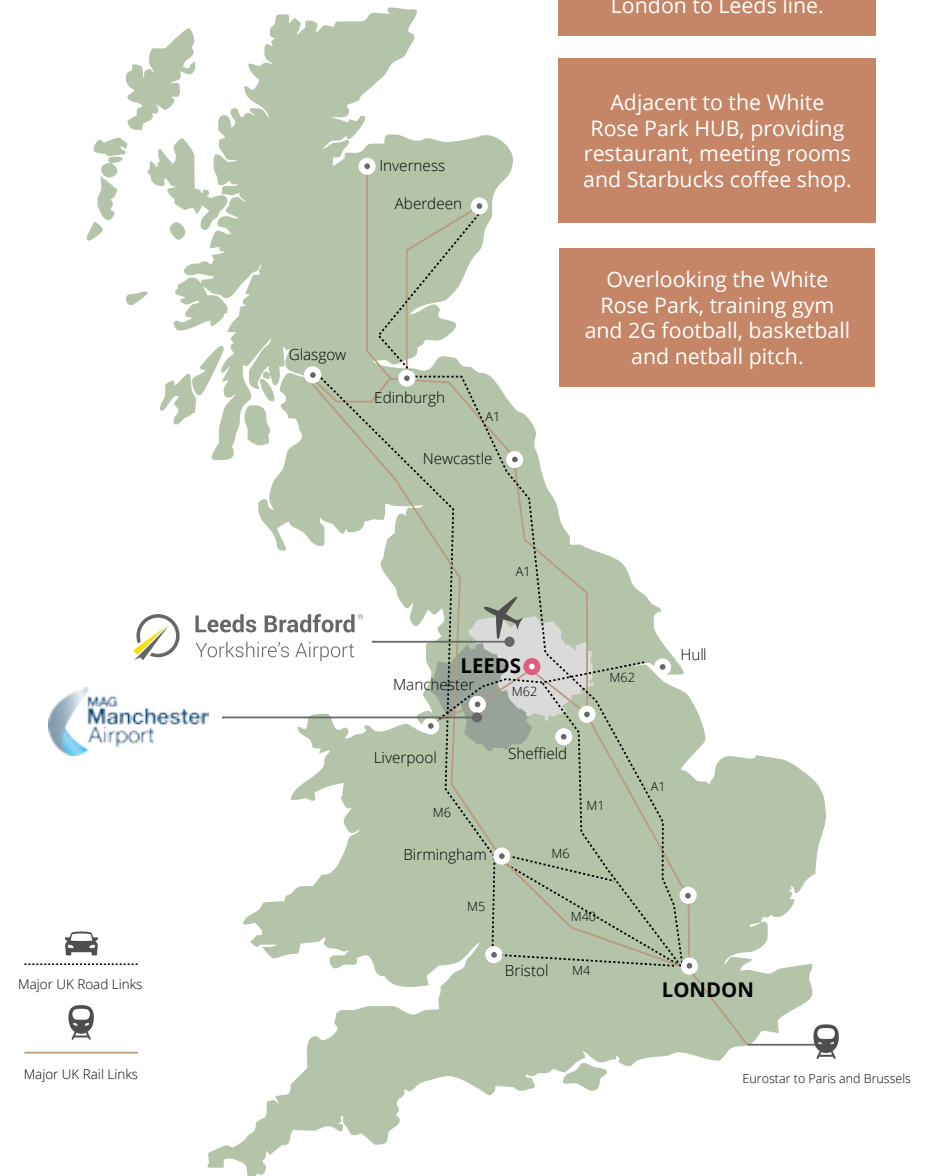 London to Leeds line.
Adjacent to the White
Rose Park HUB, providing
restaurant, meeting rooms
and Starbucks coffee shop.
Overlooking the White
Rose Park, training gym
and 2G football, basketball
and netball pitch.
Inverness
Aberdeen
Glasgow
Edinburgh
A1
Newcastle
A1
Leeds Bradford®
Yorkshire's Airport
LEEDS
Hull
M62
Manchester
M62
MAG
Manchester
Airport
Liverpool
Sheffield
A1
M1
M6
Birmingham
M6
M5
M40
Bristol
M4
LONDON
Major UK Road Links
Major UK Rail Links
Eurostar to Paris and Brussels